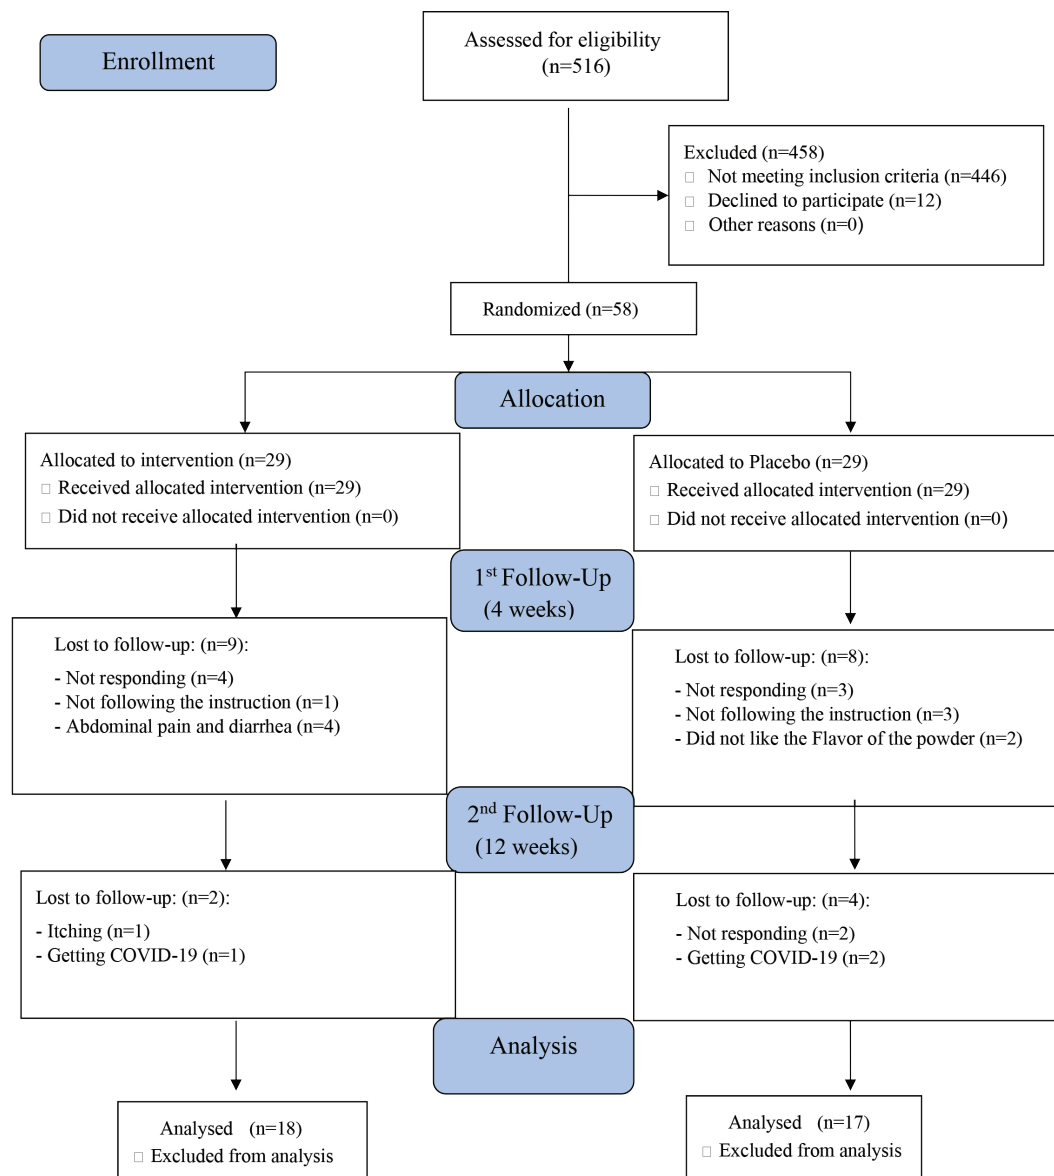 Enrollment
Assessed for eligibility
(n=516)
Excluded (n=458)
□ Not meeting inclusion criteria (n=446)
□ Declined to participate (n=12)
□ Other reasons (n=0)
Randomized (n=58)
Allocation
Allocated to intervention (n=29)
□ Received allocated intervention (n=29)
□ Did not receive allocated intervention (n=0)
Allocated to Placebo (n=29)
□ Received allocated intervention (n=29)
□ Did not receive allocated intervention (n=0)
1st Follow-Up
(4 weeks)
Lost to follow-up: (n=9):
- Not responding (n=4)
- Not following the instruction (n=1)
- Abdominal pain and diarrhea (n=4)
Lost to follow-up: (n=8):
- Not responding (n=3)
- Not following the instruction (n=3)
- Did not like the Flavor of the powder (n=2)
2nd Follow-Up
(12 weeks)
Lost to follow-up: (n=2):
- Itching (n=1)
- Getting COVID-19 (n=1)
Lost to follow-up: (n=4):
- Not responding (n=2)
- Getting COVID-19 (n=2)
Analysis
Analysed (n=18)
□ Excluded from analysis
Analysed (n=17)
□ Excluded from analysis